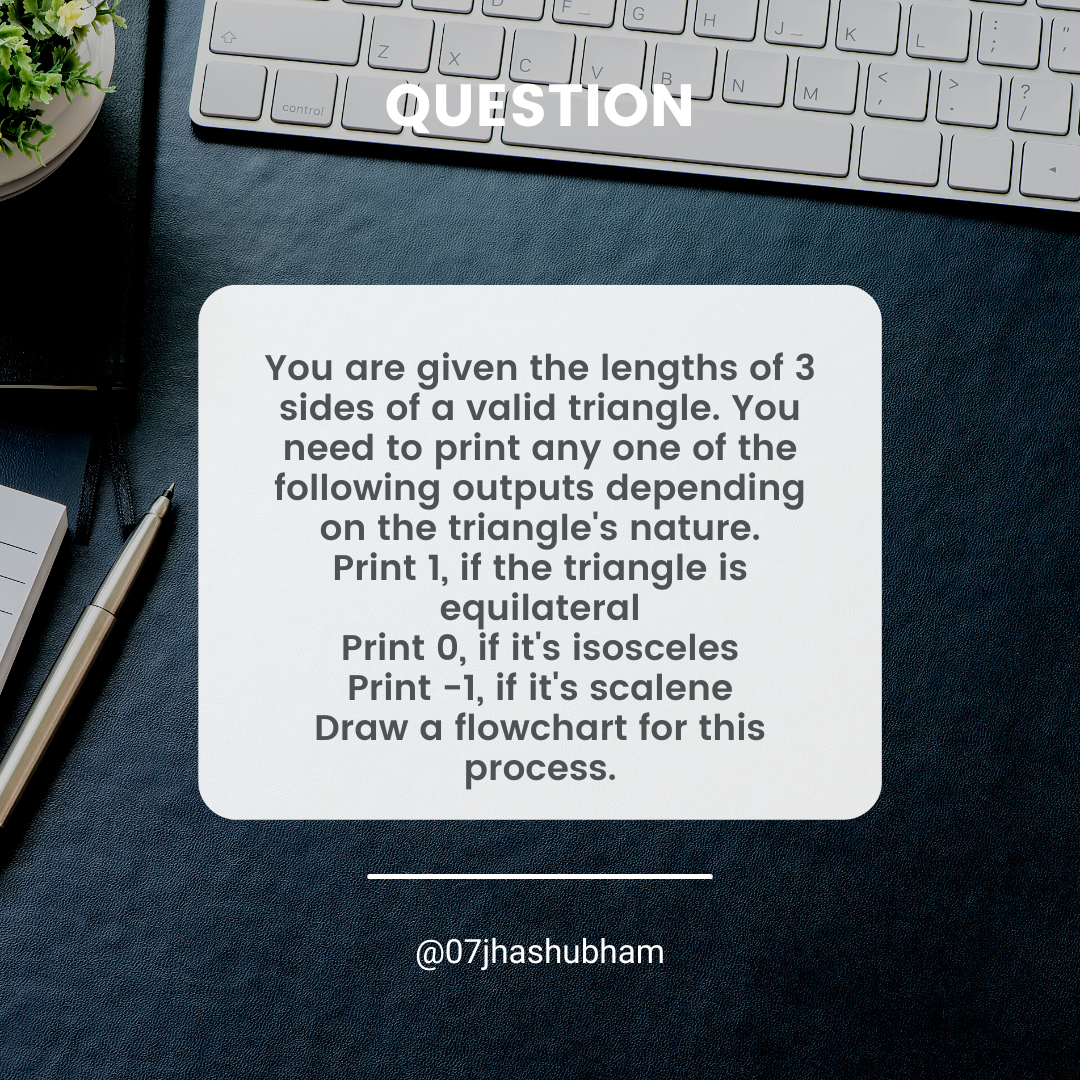 D F G H J K L : ; " '
Z X C V B N M < , > . ? /
control
QUESTION
You are given the lengths of 3
sides of a valid triangle. You
need to print any one of the
following outputs depending
on the triangle's nature.
Print 1, if the triangle is
equilateral
Print 0, if it's isosceles
Print -1, if it's scalene
Draw a flowchart for this
process.
@07jhashubham